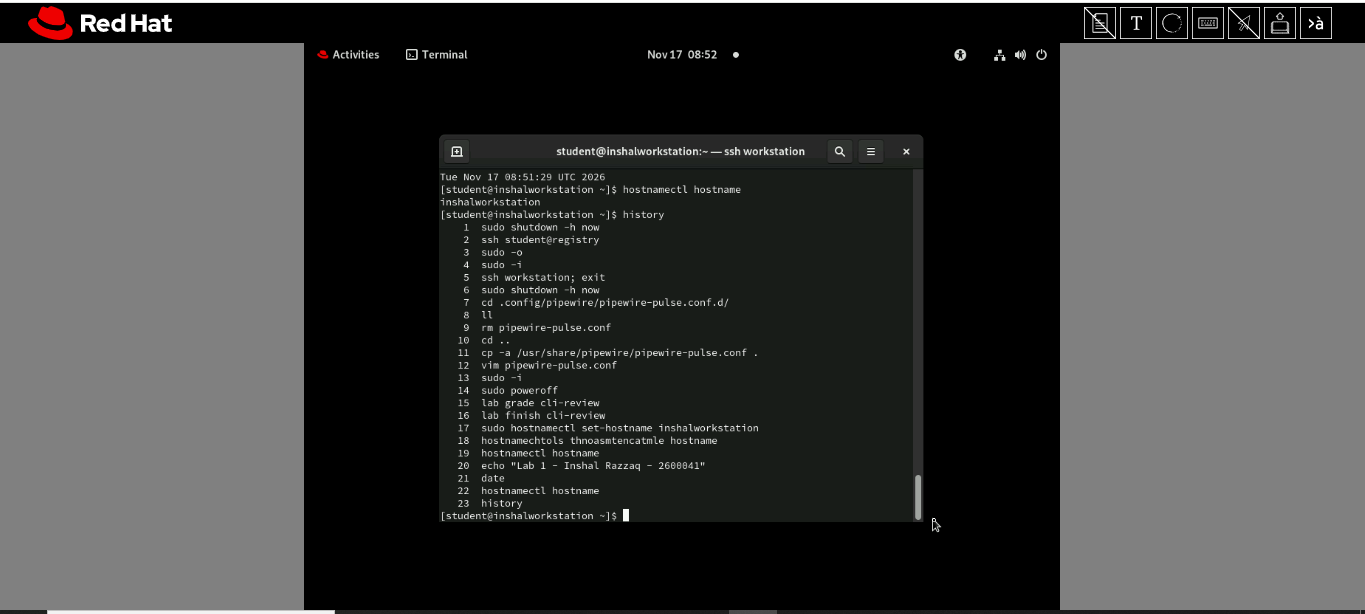 Red Hat
T
>à
Activities
Terminal
Nov 17 08:52
student@inshalworkstation:~ — ssh workstation
Tue Nov 17 08:51:29 UTC 2026
[student@inshalworkstation ~]$ hostnamectl hostname
inshalworkstation
[student@inshalworkstation ~]$ history
1 sudo shutdown -h now
2 ssh student@registry
3 sudo -o
4 sudo -i
5 ssh workstation; exit
6 sudo shutdown -h now
7 cd .config/pipewire/pipewire-pulse.conf.d/
8 ll
9 rm pipewire-pulse.conf
10 cd ..
11 cp -a /usr/share/pipewire/pipewire-pulse.conf .
12 vim pipewire-pulse.conf
13 sudo -i
14 sudo poweroff
15 lab grade cli-review
16 lab finish cli-review
17 sudo hostnamectl set-hostname inshalworkstation
18 hostnamechtols thnoasmtencatmle hostname
19 hostnamectl hostname
20 echo "Lab 1 - Inshal Razzaq - 2600041"
21 date
22 hostnamectl hostname
23 history
[student@inshalworkstation ~]$